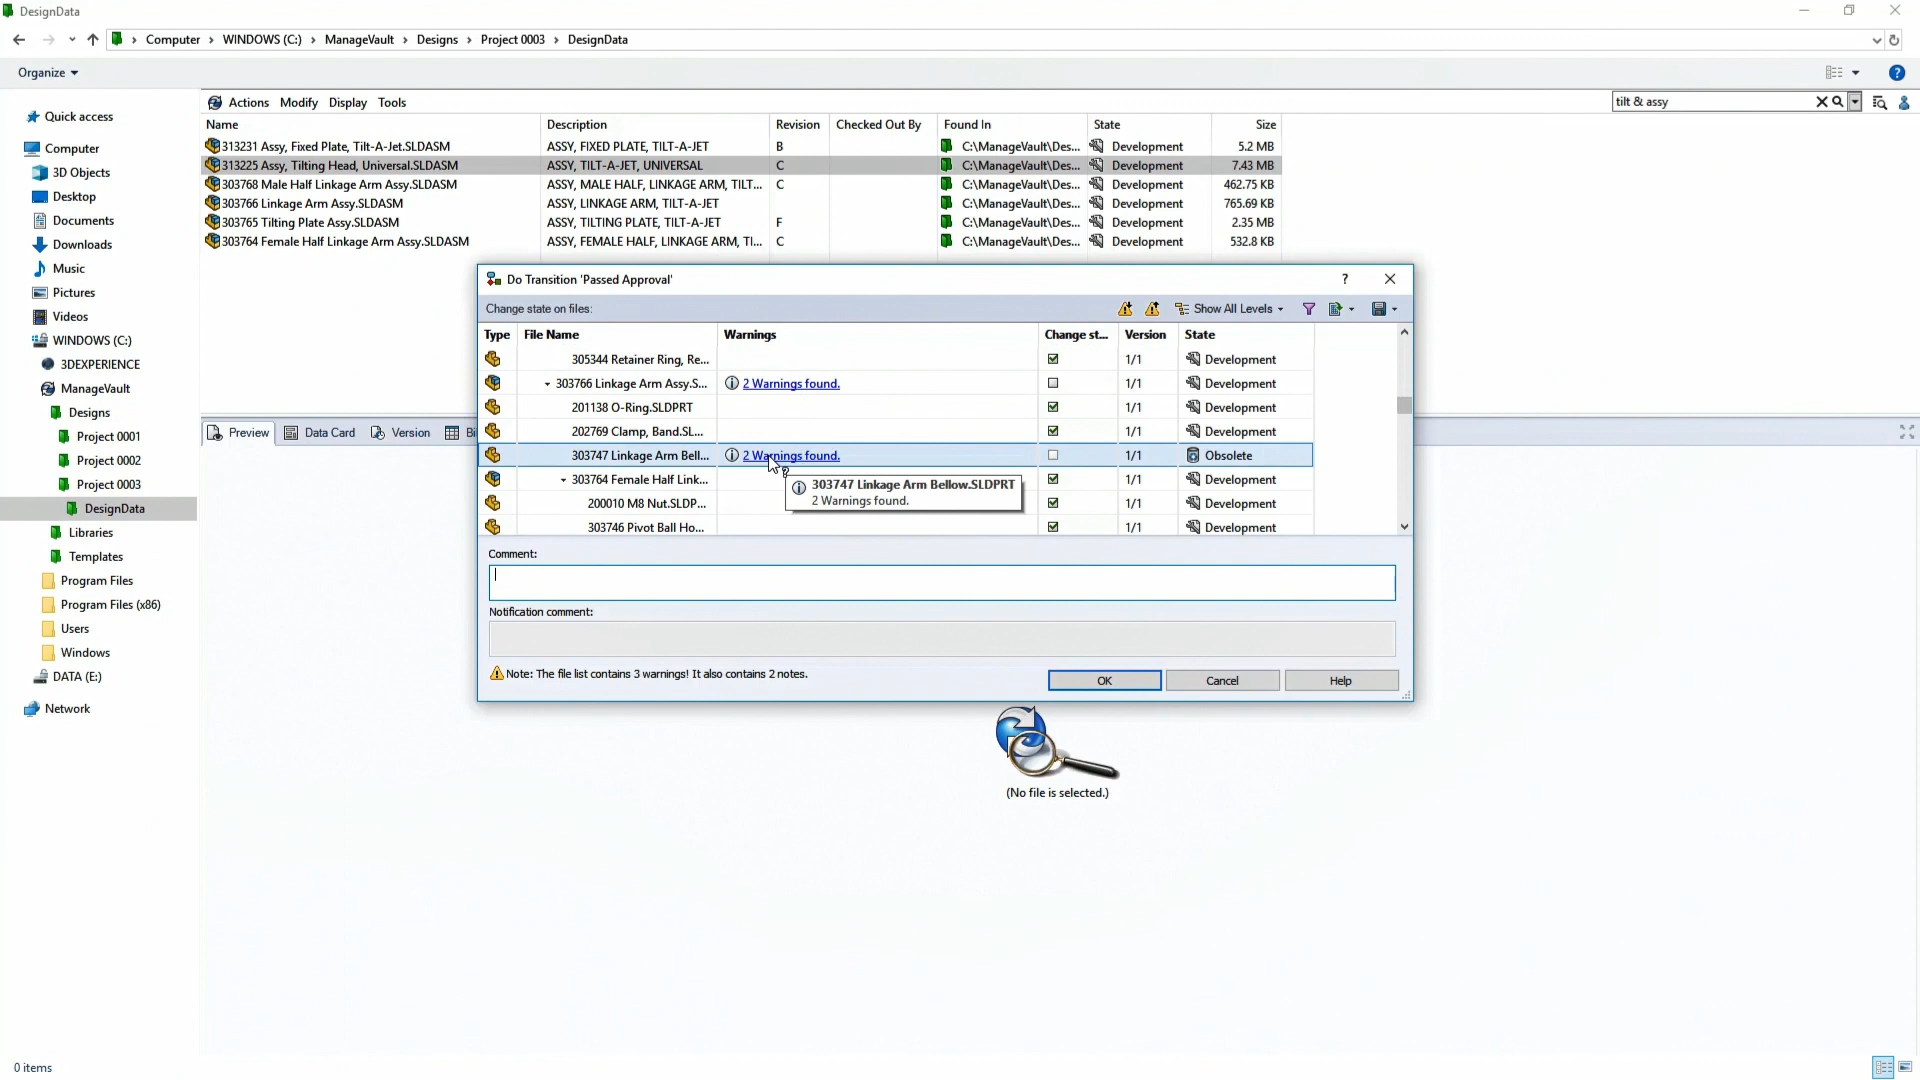 DesignData
Computer > WINDOWS (C:) > ManageVault > Designs > Project 0003 > DesignData
Organize
Quick access
Computer
3D Objects
Desktop
Documents
Downloads
Music
Pictures
Videos
WINDOWS (C:)
3DEXPERIENCE
ManageVault
Designs
Project 0001
Project 0002
Project 0003
DesignData
Libraries
Templates
Program Files
Program Files (x86)
Users
Windows
DATA (E:)
Network
Actions Modify Display Tools
tilt & assy
Name Description Revision Checked Out By Found In State Size
313231 Assy, Fixed Plate, Tilt-A-Jet.SLDASM ASSY, FIXED PLATE, TILT-A-JET B C:\ManageVault\Des... Development 5.2 MB
313225 Assy, Tilting Head, Universal.SLDASM ASSY, TILT-A-JET, UNIVERSAL C C:\ManageVault\Des... Development 7.43 MB
303768 Male Half Linkage Arm Assy.SLDASM ASSY, MALE HALF, LINKAGE ARM, TILT... C C:\ManageVault\Des... Development 462.75 KB
303766 Linkage Arm Assy.SLDASM ASSY, LINKAGE ARM, TILT-A-JET C:\ManageVault\Des... Development 765.69 KB
303765 Tilting Plate Assy.SLDASM ASSY, TILTING PLATE, TILT-A-JET F C:\ManageVault\Des... Development 2.35 MB
303764 Female Half Linkage Arm Assy.SLDASM ASSY, FEMALE HALF, LINKAGE ARM, TI... C C:\ManageVault\Des... Development 532.8 KB
Preview Data Card Version Bi
Do Transition 'Passed Approval'
?
Change state on files:
Show All Levels
Type File Name Warnings Change st... Version State
305344 Retainer Ring, Re... 1/1 Development
303766 Linkage Arm Assy.S... 2 Warnings found. 1/1 Development
201138 O-Ring.SLDPRT 1/1 Development
202769 Clamp, Band.SL... 1/1 Development
303747 Linkage Arm Bell... 2 Warnings found. 1/1 Obsolete
303764 Female Half Link... 1/1 Development
200010 M8 Nut.SLDP... 1/1 Development
303746 Pivot Ball Ho... 1/1 Development
303747 Linkage Arm Bellow.SLDPRT
2 Warnings found.
Comment:
Notification comment:
Note: The file list contains 3 warnings! It also contains 2 notes.
OK Cancel Help
(No file is selected.)
0 items